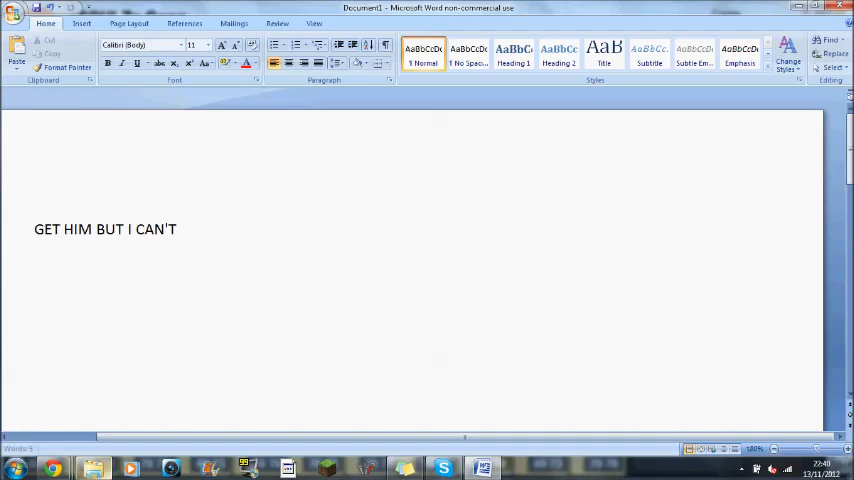 Document1 - Microsoft Word non-commercial use
Home Insert Page Layout References Mailings Review View
Paste
Cut
Copy
Format Painter
Clipboard
Calibri (Body) 11
Font
Paragraph
AaBbCcDc AaBbCcDc AaBbC AaBbCc AaB AaBbCc. AaBbCcDc AaBbCcDc
¶ Normal ¶ No Spaci... Heading 1 Heading 2 Title Subtitle Subtle Em... Emphasis
Change Styles
Styles
Find
Replace
Select
Editing
GET HIM BUT I CAN'T
Words: 5
180%
99
22:40
13/11/2012